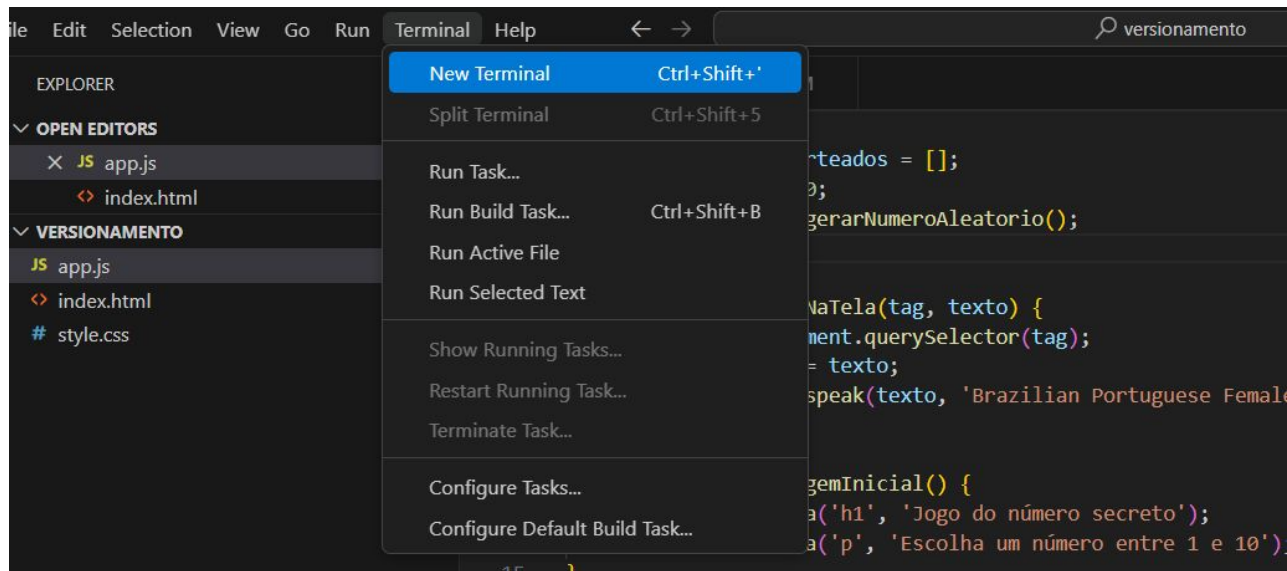 ile Edit Selection View Go Run Terminal Help ← → versionamento
EXPLORER
OPEN EDITORS
JS app.js
<> index.html
VERSIONAMENTO
JS app.js
<> index.html
# style.css
New Terminal Ctrl+Shift+'
Split Terminal Ctrl+Shift+5
Run Task...
Run Build Task... Ctrl+Shift+B
Run Active File
Run Selected Text
Show Running Tasks...
Restart Running Task...
Terminate Task...
Configure Tasks...
Configure Default Build Task...
rteados = [];
0;
gerarNumeroAleatorio();
NaTela(tag, texto) {
ment.querySelector(tag);
= texto;
speak(texto, 'Brazilian Portuguese Female
gemInicial() {
a('h1', 'Jogo do número secreto');
a('p', 'Escolha um número entre 1 e 10');
15 }